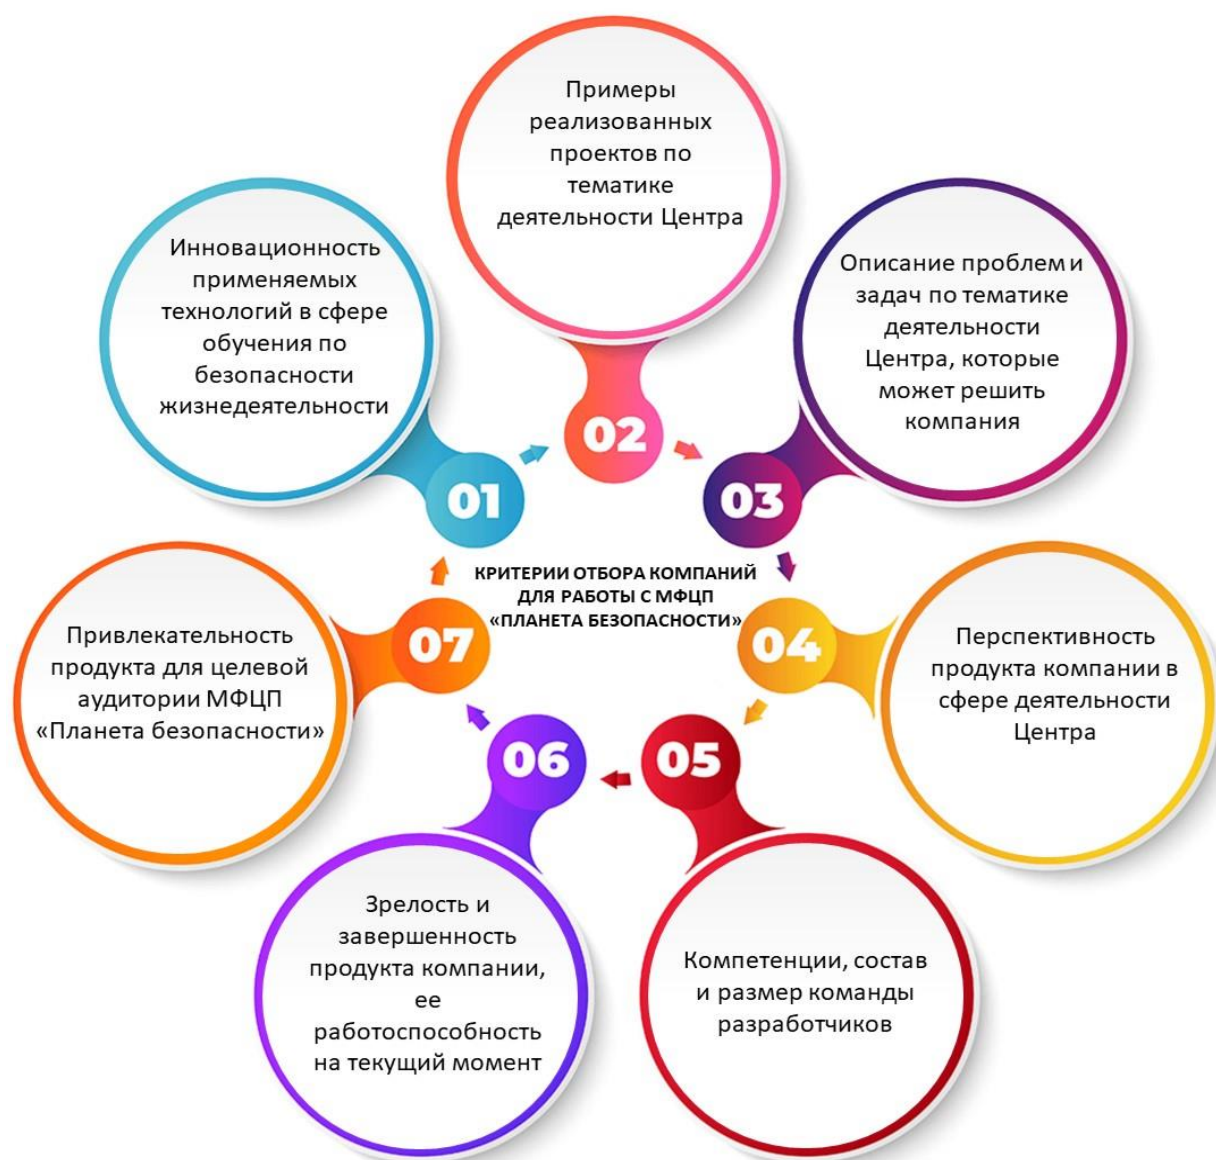 Примеры
реализованных
проектов по
тематике
деятельности Центра
02
Инновационность
применяемых
технологий в сфере
обучения по
безопасности
жизнедеятельности
01
Описание проблем и
задач по тематике
деятельности
Центра, которые
может решить
компания
03
КРИТЕРИИ ОТБОРА КОМПАНИЙ
ДЛЯ РАБОТЫ С МФЦП
«ПЛАНЕТА БЕЗОПАСНОСТИ»
Привлекательность
продукта для целевой
аудитории МФЦП
«Планета безопасности»
07
04
Перспективность
продукта компании в
сфере деятельности
Центра
06
Зрелость и
завершенность
продукта компании,
ее
работоспособность
на текущий момент
05
Компетенции, состав
и размер команды
разработчиков